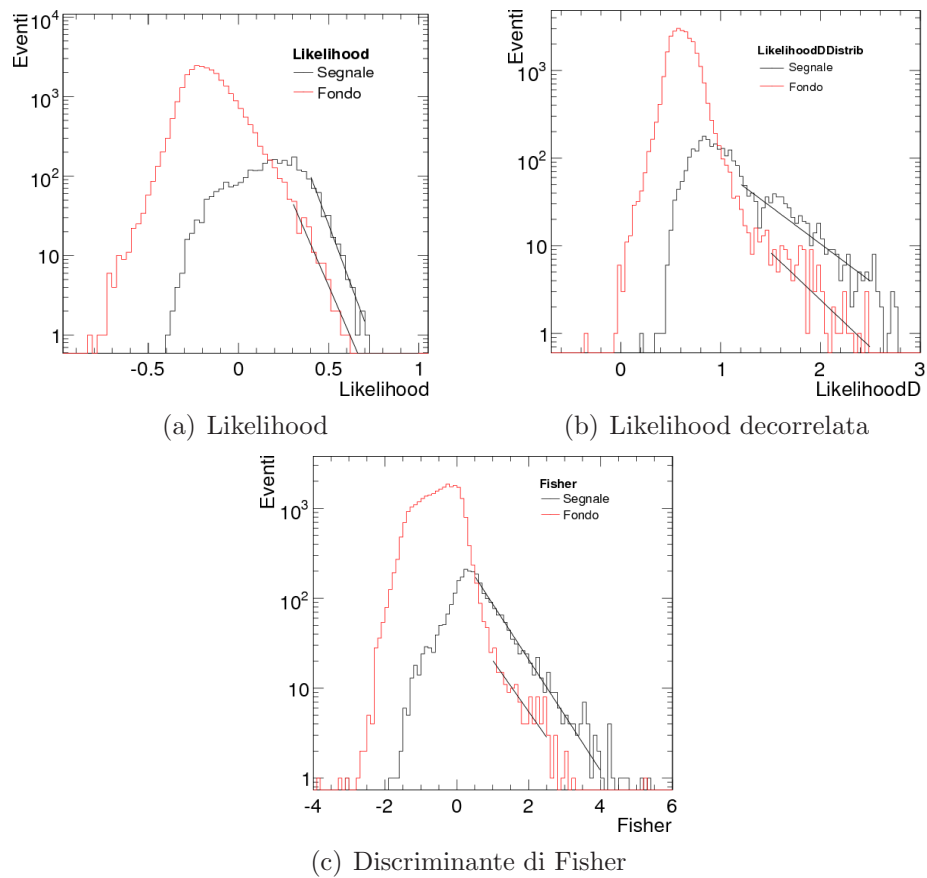 Eventi
10^4
10^3
10^2
10
1
Likelihood
Segnale
Fondo
-0.5 0 0.5 1
Likelihood
(a) Likelihood
Eventi
10^3
10^2
10
1
LikelihoodDDistrib
Segnale
Fondo
0 1 2 3
LikelihoodD
(b) Likelihood decorrelata
Eventi
10^3
10^2
10
1
Fisher
Segnale
Fondo
-4 -2 0 2 4 6
Fisher
(c) Discriminante di Fisher